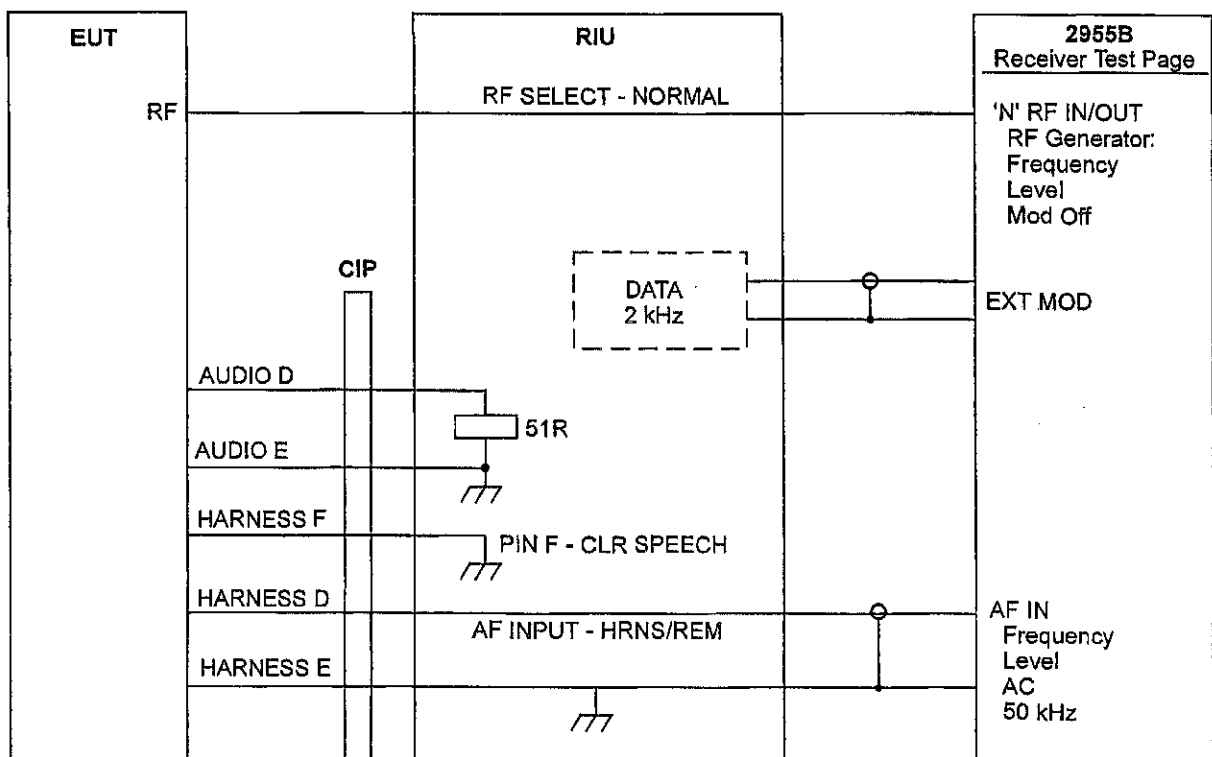 EUT
RIU
2955B
Receiver Test Page
RF
RF SELECT - NORMAL
'N' RF IN/OUT
RF Generator:
Frequency
Level
Mod Off
CIP
DATA
2 kHz
EXT MOD
AUDIO D
51R
AUDIO E
HARNESS F
PIN F - CLR SPEECH
HARNESS D
AF INPUT - HRNS/REM
AF IN
Frequency
Level
AC
50 kHz
HARNESS E